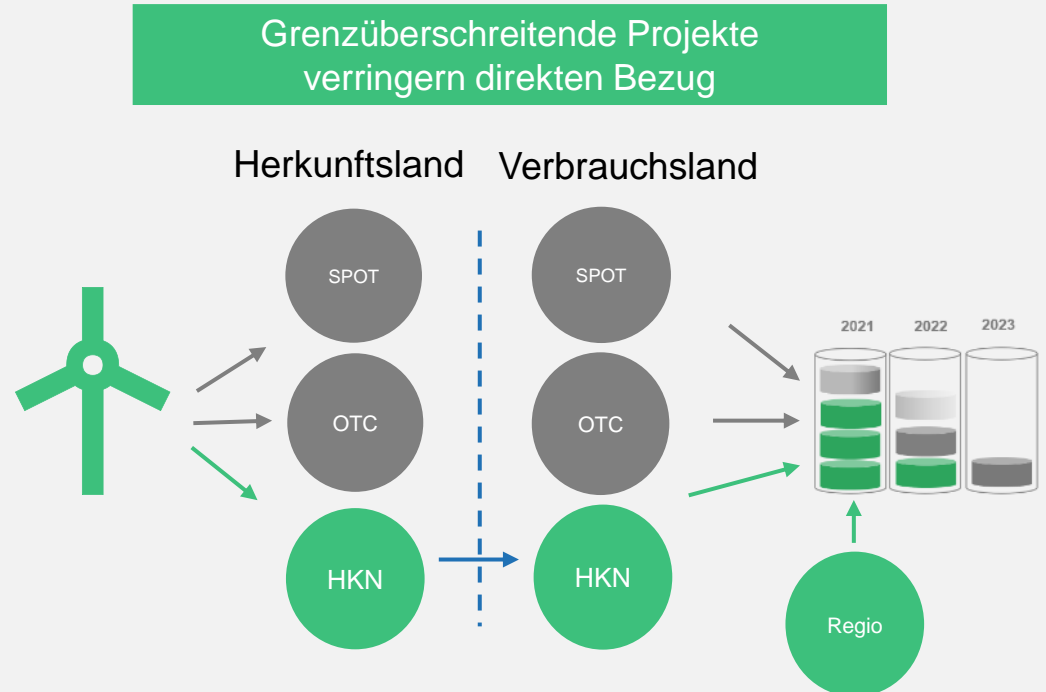 Grenzüberschreitende Projekte
verringern direkten Bezug
Herkunftsland
Verbrauchsland
SPOT
SPOT
2021
2022
2023
OTC
OTC
HKN
HKN
Regio